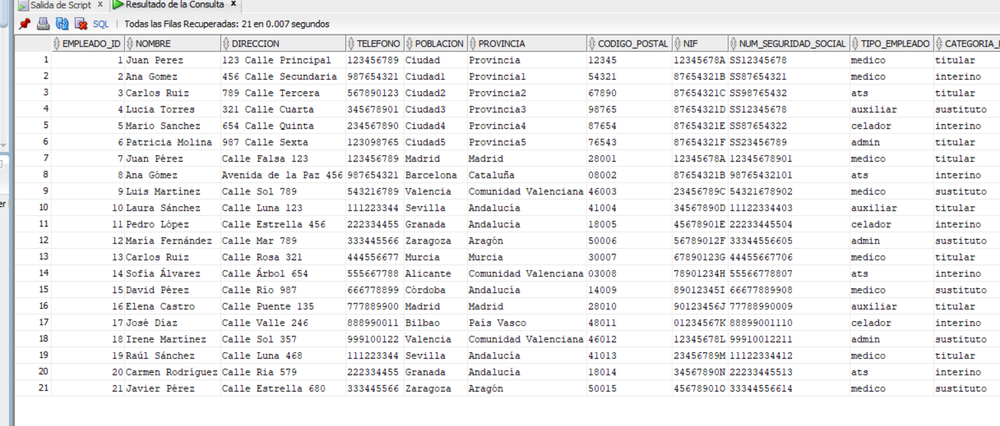 Salida de Script x Resultado de la Consulta x
SQL | Todas las Filas Recuperadas: 21 en 0.007 segundos
EMPLEADO_ID NOMBRE DIRECCION TELEFONO POBLACION PROVINCIA CODIGO_POSTAL NIF NUM_SEGURIDAD_SOCIAL TIPO_EMPLEADO CATEGORIA_
1 1 Juan Perez 123 Calle Principal 123456789 Ciudad Provincia 12345 12345678A SS12345678 medico titular
2 2 Ana Gomez 456 Calle Secundaria 987654321 Ciudad1 Provincia1 54321 87654321B SS87654321 medico interino
3 3 Carlos Ruiz 789 Calle Tercera 567890123 Ciudad2 Provincia2 67890 87654321C SS98765432 ats titular
4 4 Lucia Torres 321 Calle Cuarta 345678901 Ciudad3 Provincia3 98765 87654321D SS12345678 auxiliar sustituto
5 5 Mario Sanchez 654 Calle Quinta 234567890 Ciudad4 Provincia4 87654 87654321E SS87654322 celador interino
6 6 Patricia Molina 987 Calle Sexta 123098765 Ciudad5 Provincia5 76543 87654321F SS23456789 admin titular
7 7 Juan Pérez Calle Falsa 123 123456789 Madrid Madrid 28001 12345678A 12345678901 medico titular
8 8 Ana Gómez Avenida de la Paz 456 987654321 Barcelona Cataluña 08002 87654321B 98765432101 ats interino
er 9 9 Luis Martínez Calle Sol 789 543216789 Valencia Comunidad Valenciana 46003 23456789C 54321678902 medico sustituto
10 10 Laura Sánchez Calle Luna 123 111223344 Sevilla Andalucía 41004 34567890D 11122334403 auxiliar titular
11 11 Pedro López Calle Estrella 456 222334455 Granada Andalucía 18005 45678901E 22233445504 celador interino
12 12 María Fernández Calle Mar 789 333445566 Zaragoza Aragón 50006 56789012F 33344556605 admin sustituto
13 13 Carlos Ruiz Calle Rosa 321 444556677 Murcia Murcia 30007 67890123G 44455667706 medico titular
14 14 Sofía Álvarez Calle Árbol 654 555667788 Alicante Comunidad Valenciana 03008 78901234H 55566778807 ats interino
15 15 David Pérez Calle Río 987 666778899 Córdoba Andalucía 14009 89012345I 66677889908 medico sustituto
16 16 Elena Castro Calle Puente 135 777889900 Madrid Madrid 28010 90123456J 77788990009 auxiliar titular
17 17 José Díaz Calle Valle 246 888990011 Bilbao País Vasco 48011 01234567K 88899001110 celador interino
18 18 Irene Martínez Calle Sol 357 999100122 Valencia Comunidad Valenciana 46012 12345678L 99910012211 admin sustituto
19 19 Raúl Sánchez Calle Luna 468 111223344 Sevilla Andalucía 41013 23456789M 11122334412 medico titular
20 20 Carmen Rodríguez Calle Ria 579 222334455 Granada Andalucía 18014 34567890N 22233445513 ats interino
21 21 Javier Pérez Calle Estrella 680 333445566 Zaragoza Aragón 50015 45678901O 33344556614 medico sustituto